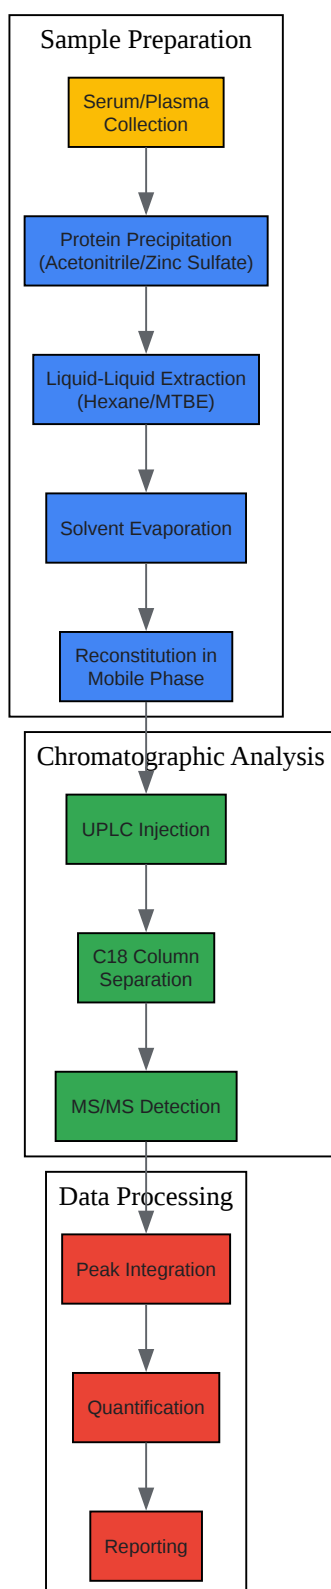 Sample Preparation
Serum/Plasma
Collection
Protein Precipitation
(Acetonitrile/Zinc Sulfate)
Liquid-Liquid Extraction
(Hexane/MTBE)
Solvent Evaporation
Reconstitution in
Mobile Phase
Chromatographic Analysis
UPLC Injection
C18 Column
Separation
MS/MS Detection
Data Processing
Peak Integration
Quantification
Reporting